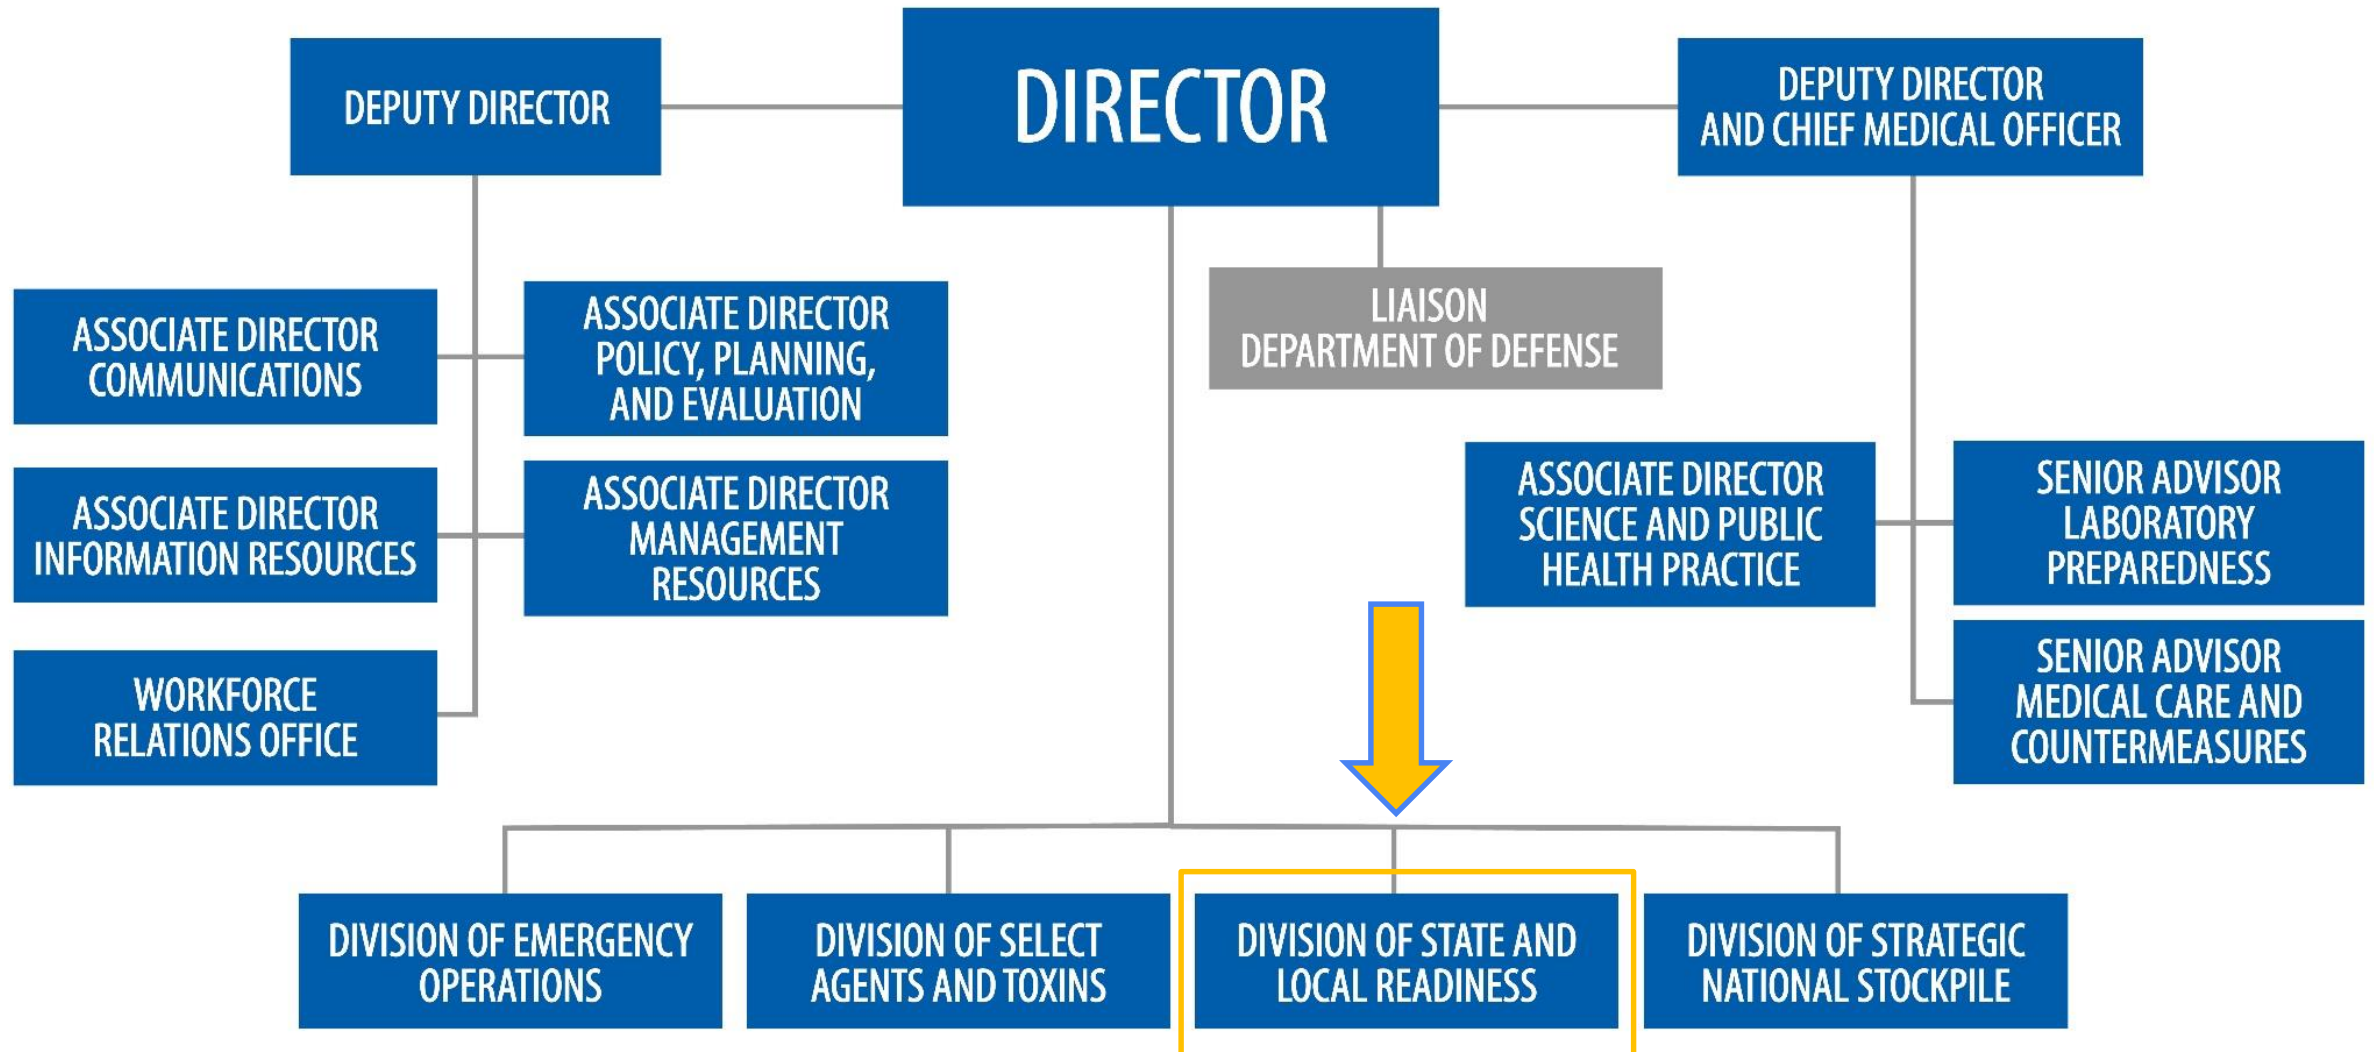 DEPUTY DIRECTOR
DIRECTOR
DEPUTY DIRECTOR
AND CHIEF MEDICAL OFFICER
LIAISON
DEPARTMENT OF DEFENSE
ASSOCIATE DIRECTOR
COMMUNICATIONS
ASSOCIATE DIRECTOR
POLICY, PLANNING,
AND EVALUATION
ASSOCIATE DIRECTOR
INFORMATION RESOURCES
ASSOCIATE DIRECTOR
MANAGEMENT
RESOURCES
WORKFORCE
RELATIONS OFFICE
ASSOCIATE DIRECTOR
SCIENCE AND PUBLIC
HEALTH PRACTICE
SENIOR ADVISOR
LABORATORY
PREPAREDNESS
SENIOR ADVISOR
MEDICAL CARE AND
COUNTERMEASURES
DIVISION OF EMERGENCY
OPERATIONS
DIVISION OF SELECT
AGENTS AND TOXINS
DIVISION OF STATE AND
LOCAL READINESS
DIVISION OF STRATEGIC
NATIONAL STOCKPILE